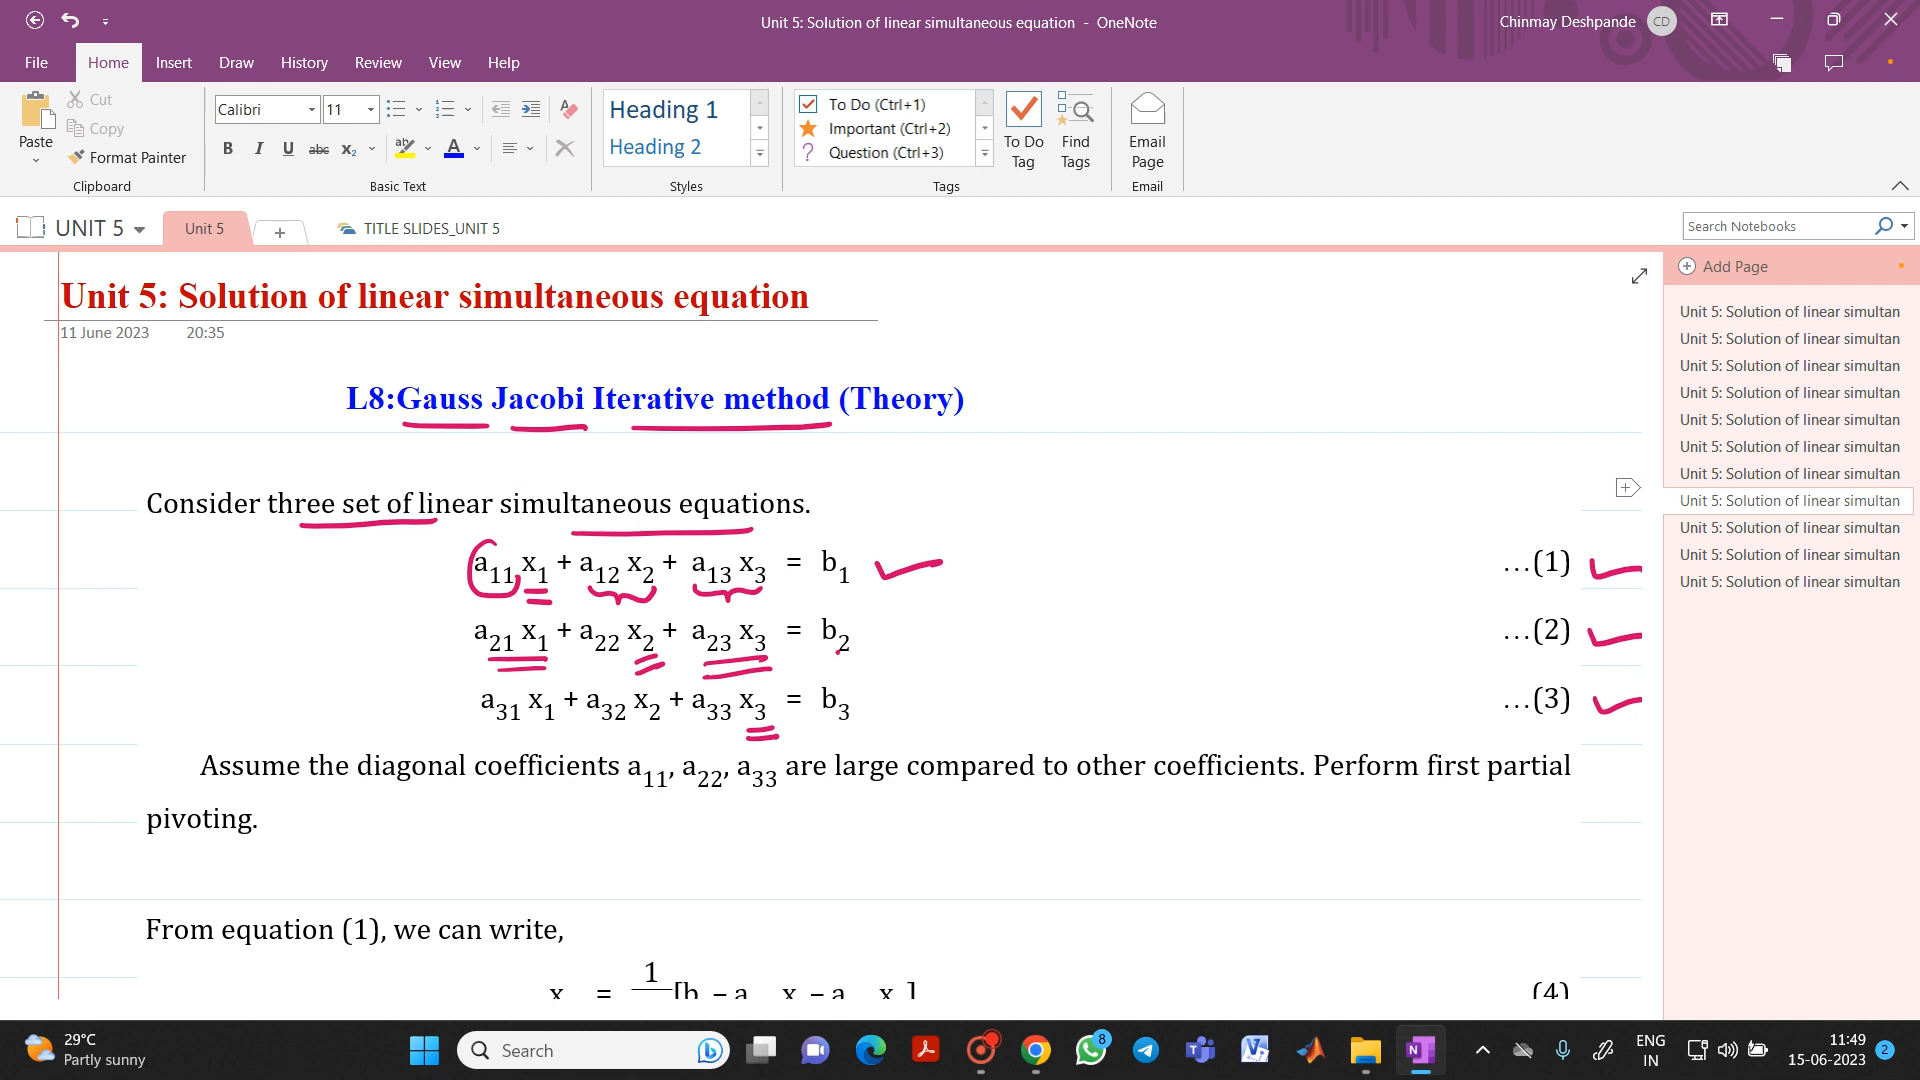 Unit 5: Solution of linear simultaneous equation - OneNote
Chinmay Deshpande CD
File Home Insert Draw History Review View Help
Paste
Cut
Copy
Format Painter
Clipboard
Calibri 11
B I U abc x₂ ab A
Basic Text
Heading 1
Heading 2
Styles
To Do (Ctrl+1)
Important (Ctrl+2)
Question (Ctrl+3)
Tags
To Do Tag
Find Tags
Email Page
Email
UNIT 5 Unit 5 + TITLE SLIDES_UNIT 5
Search Notebooks
Unit 5: Solution of linear simultaneous equation
11 June 2023 20:35
L8:Gauss Jacobi Iterative method (Theory)
Consider three set of linear simultaneous equations.
a₁₁ x₁ + a₁₂ x₂ + a₁₃ x₃ = b₁ ...(1)
a₂₁ x₁ + a₂₂ x₂ + a₂₃ x₃ = b₂ ...(2)
a₃₁ x₁ + a₃₂ x₂ + a₃₃ x₃ = b₃ ...(3)
Assume the diagonal coefficients a₁₁, a₂₂, a₃₃ are large compared to other coefficients. Perform first partial
pivoting.
From equation (1), we can write,
1
x = [b – a x – a x ] (4)
Add Page
Unit 5: Solution of linear simultan
Unit 5: Solution of linear simultan
Unit 5: Solution of linear simultan
Unit 5: Solution of linear simultan
Unit 5: Solution of linear simultan
Unit 5: Solution of linear simultan
Unit 5: Solution of linear simultan
Unit 5: Solution of linear simultan
Unit 5: Solution of linear simultan
Unit 5: Solution of linear simultan
Unit 5: Solution of linear simultan
29°C
Partly sunny
Search
8
ENG
IN
11:49
15-06-2023
2